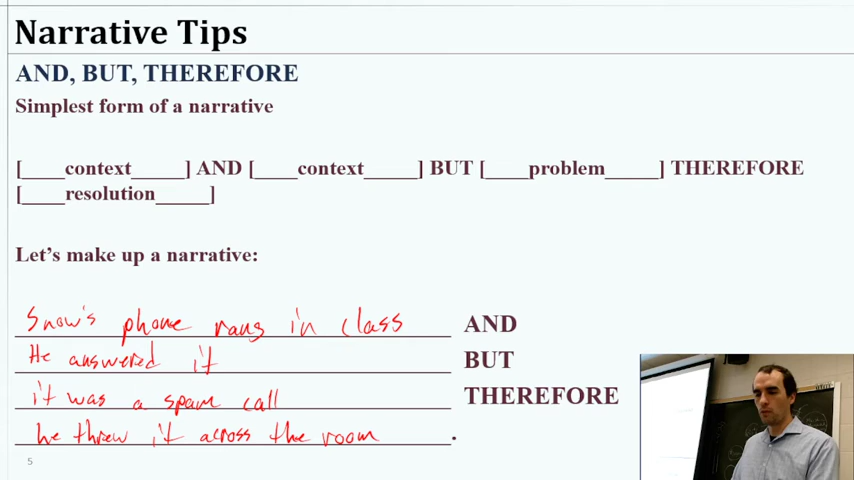 Narrative Tips
AND, BUT, THEREFORE
Simplest form of a narrative
[____context_____] AND [____context_____] BUT [____problem_____] THEREFORE
[____resolution_____]
Let's make up a narrative:
Snow's phone rang in class AND
He answered it BUT
it was a spam call THEREFORE
he threw it across the room .
5